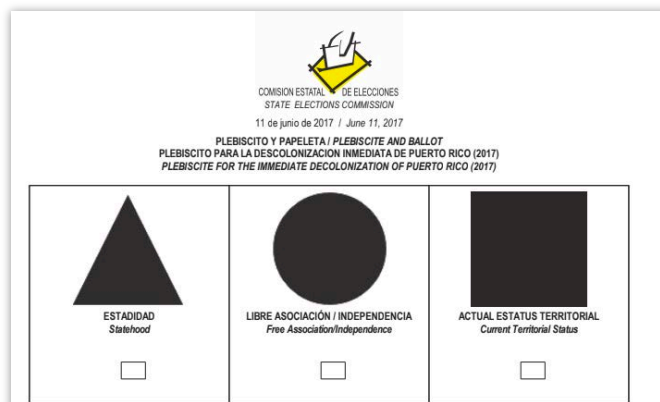 COMISION ESTATAL DE ELECCIONES
STATE ELECTIONS COMMISSION
11 de junio de 2017 / June 11, 2017
PLEBISCITO Y PAPELETA / PLEBISCITE AND BALLOT
PLEBISCITO PARA LA DESCOLONIZACION INMEDIATA DE PUERTO RICO (2017)
PLEBISCITE FOR THE IMMEDIATE DECOLONIZATION OF PUERTO RICO (2017)
ESTADIDAD
Statehood
LIBRE ASOCIACIÓN / INDEPENDENCIA
Free Association/Independence
ACTUAL ESTATUS TERRITORIAL
Current Territorial Status